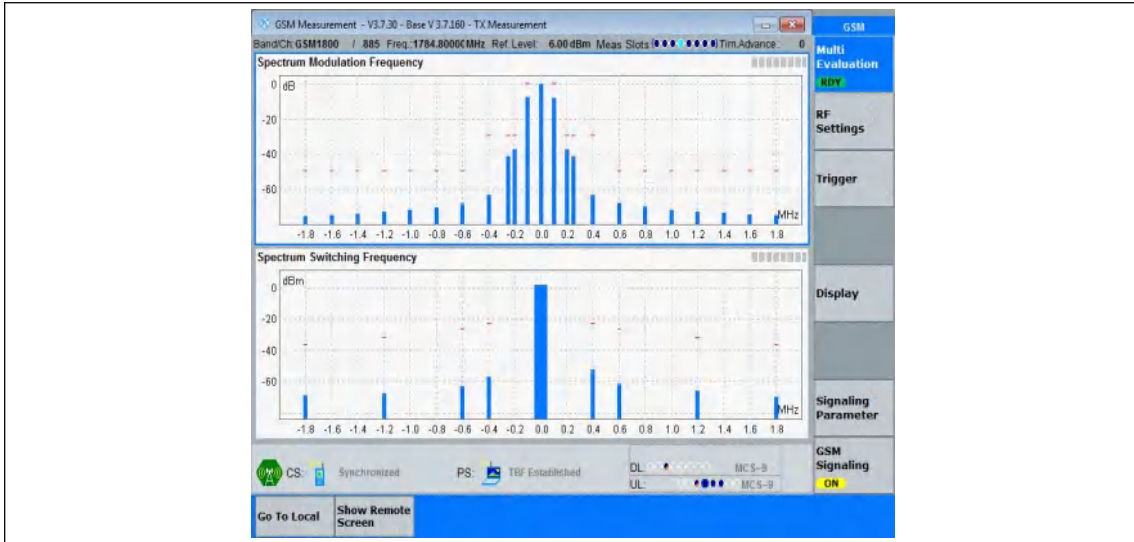 GSM Measurement - V3.7.30 - Base V 3.7.160 - TX Measurement
GSM
Band/Ch: GSM1800 / 885 Freq.: 1784.80000 MHz Ref. Level: 6.00 dBm Meas Slots Tim.Advance: 0
Multi
Evaluation
RDY
Spectrum Modulation Frequency
dB
0
-20
-40
-60
MHz
-1.8 -1.6 -1.4 -1.2 -1.0 -0.8 -0.6 -0.4 -0.2 0.0 0.2 0.4 0.6 0.8 1.0 1.2 1.4 1.6 1.8
RF
Settings
Trigger
Spectrum Switching Frequency
dBm
0
-20
-40
-60
MHz
-1.8 -1.6 -1.4 -1.2 -1.0 -0.8 -0.6 -0.4 -0.2 0.0 0.2 0.4 0.6 0.8 1.0 1.2 1.4 1.6 1.8
Display
Signaling
Parameter
CS: Synchronized PS: TBF Established DL: MCS-9
UL: MCS-9
GSM
Signaling
ON
Go To Local
Show Remote
Screen